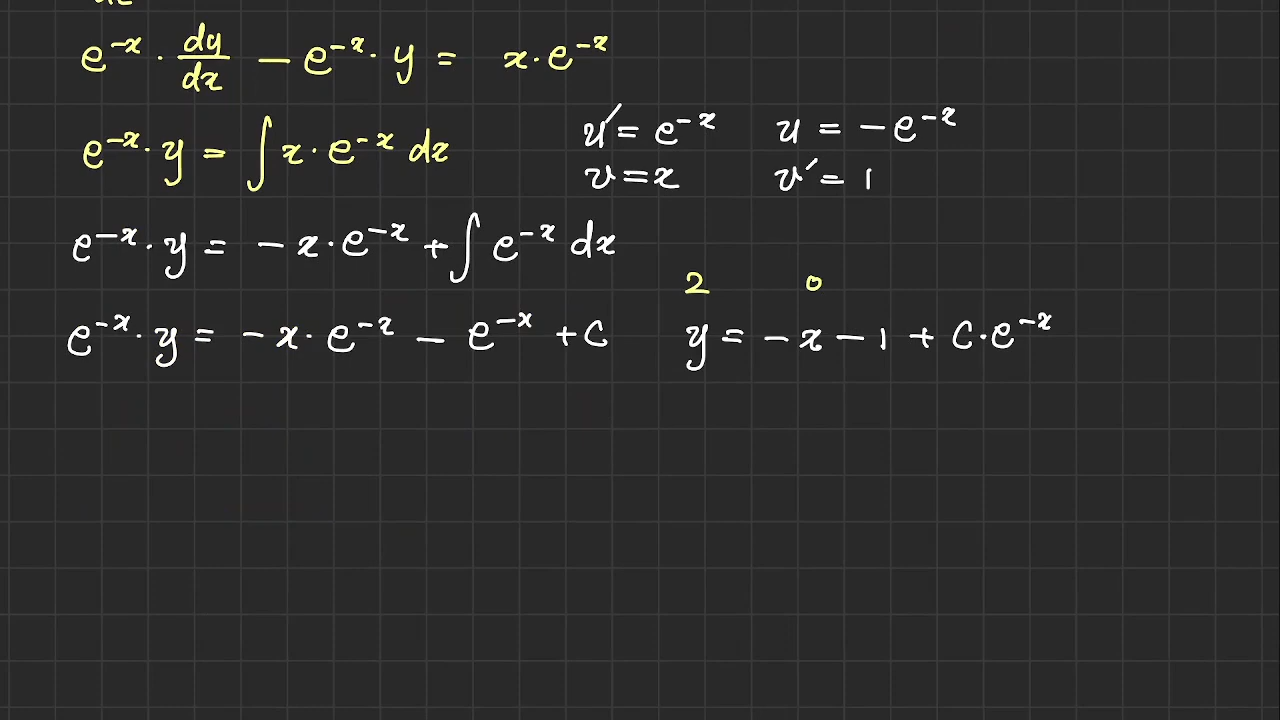 e^{-x} · dy/dx - e^{-x} · y = x · e^{-x}
e^{-x} · y = ∫ x · e^{-x} dx
u' = e^{-x} u = -e^{-x}
v = x v' = 1
e^{-x} · y = -x · e^{-x} + ∫ e^{-x} dx
2 0
e^{-x} · y = -x · e^{-x} - e^{-x} + C y = -x - 1 + C · e^{-x}